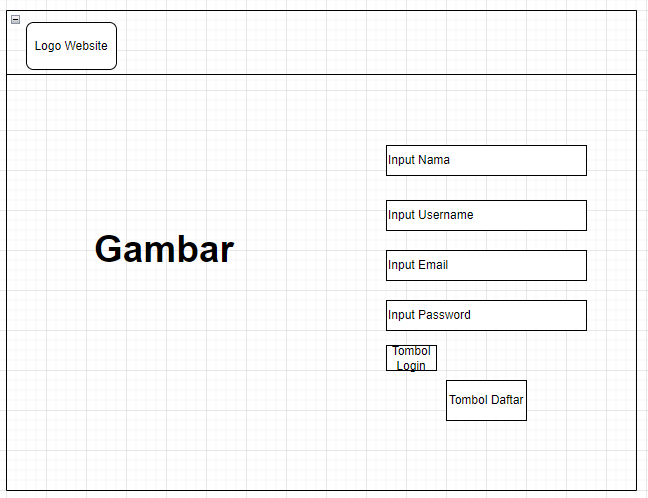 Logo Website
Input Nama
Input Username
Gambar
Input Email
Input Password
Tombol
Login
Tombol Daftar